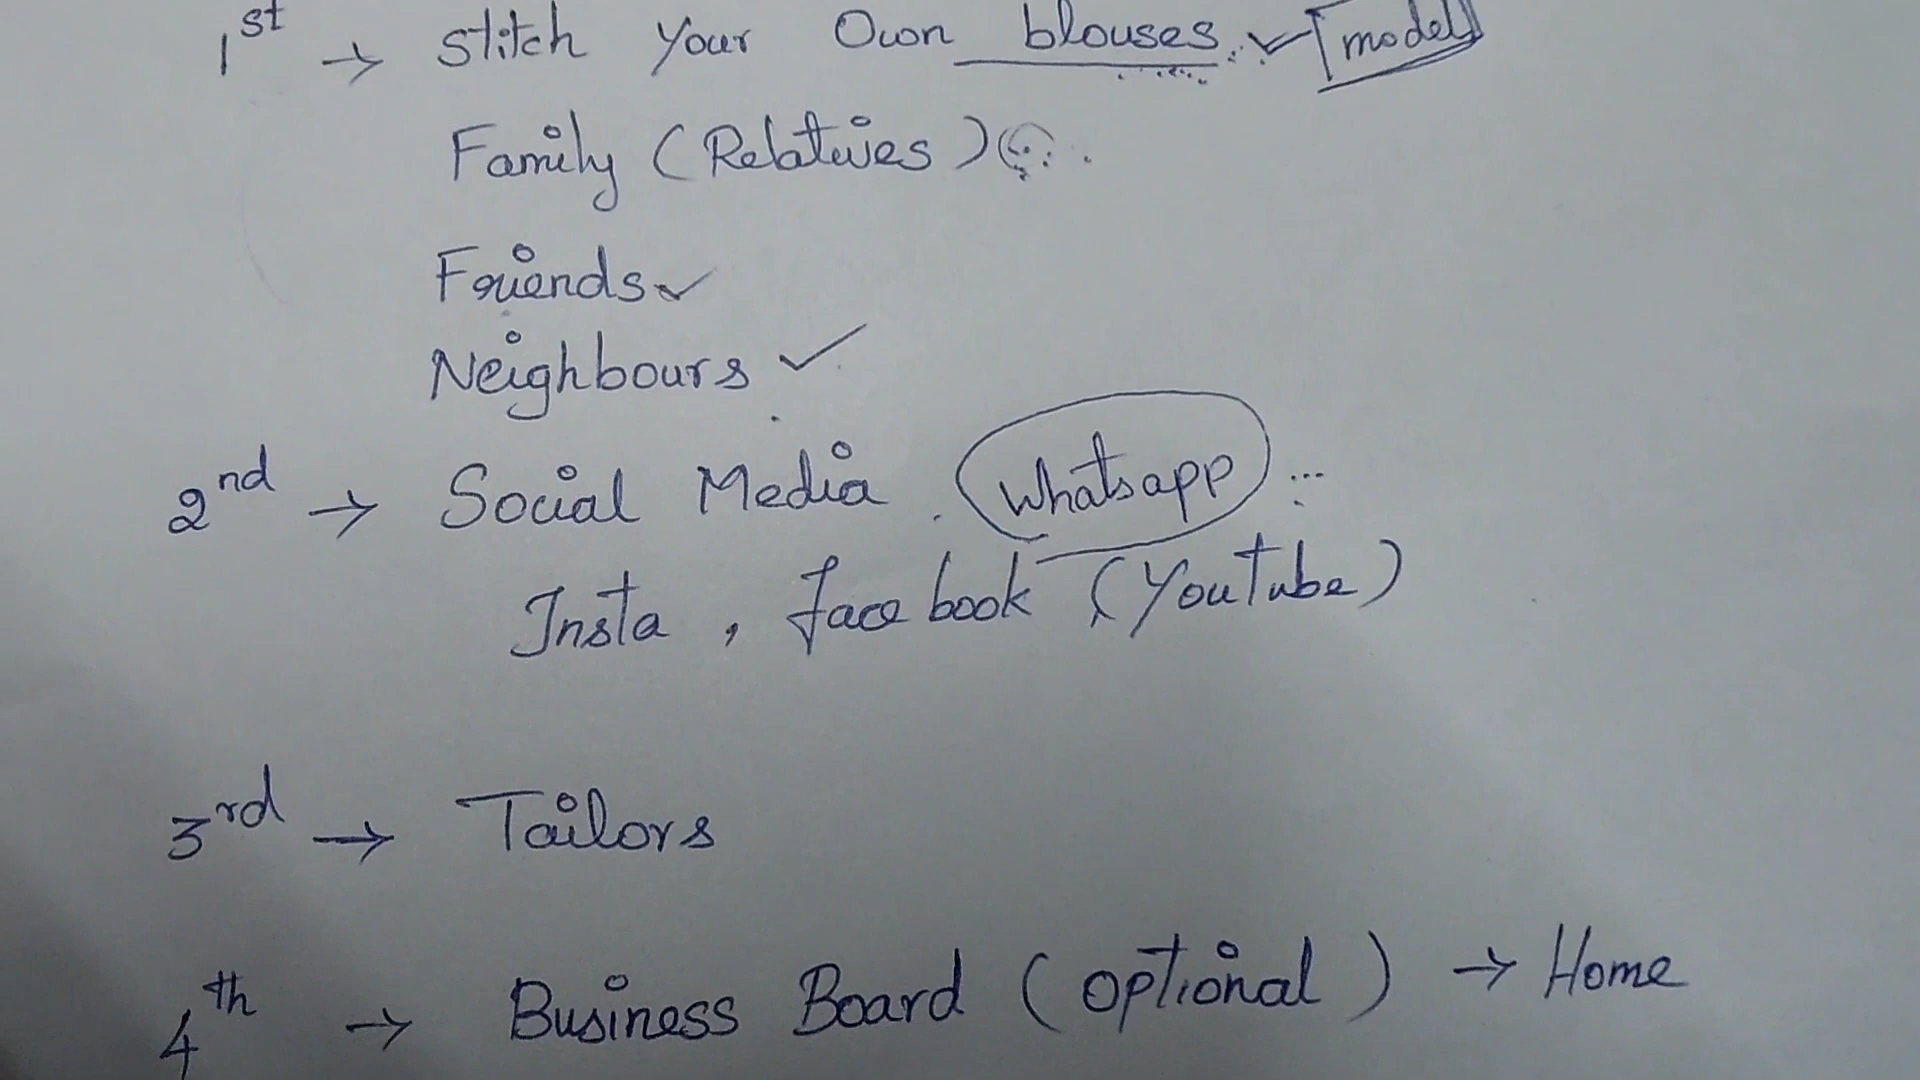 1st → Stitch Your Own blouses ✓ [model]
Family (Relatives)
Friends ✓
Neighbours ✓
2nd → Social Media. Whatsapp ...
Insta, facebook (YouTube)
3rd → Tailors
4th → Business Board (optional) → Home